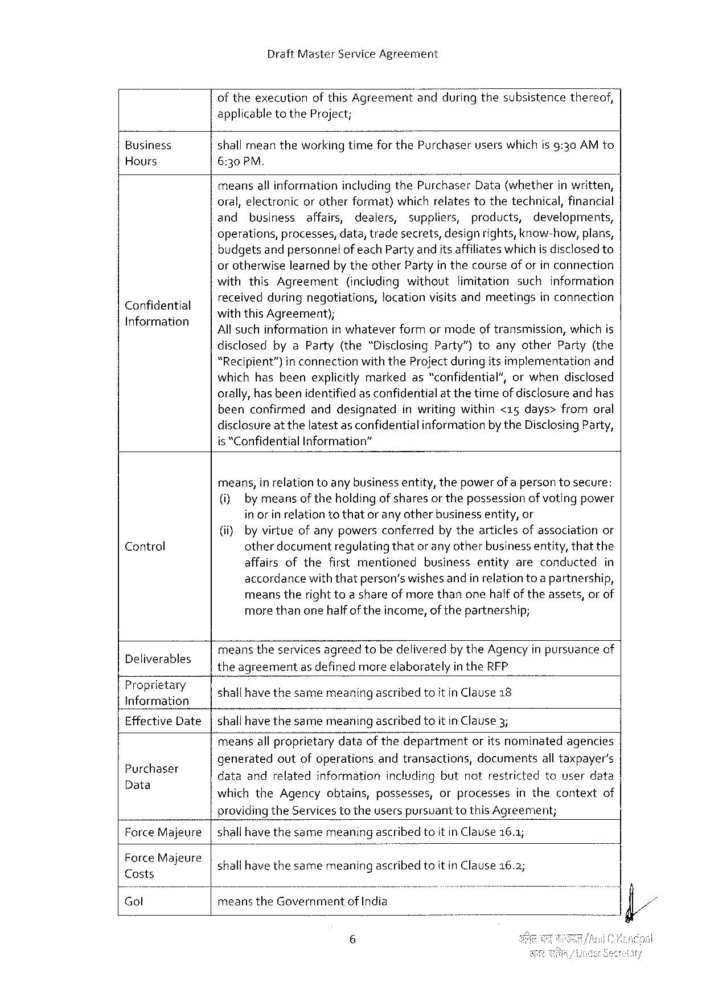 Draft Master Service Agreement
of the execution of this Agreement and during the subsistence thereof,
applicable to the Project;
Business
Hours
shall mean the working time for the Purchaser users which is 9:30 AM to
6:30 PM.
Confidential
Information
means all information including the Purchaser Data (whether in written,
oral, electronic or other format) which relates to the technical, financial
and business affairs, dealers, suppliers, products, developments,
operations, processes, data, trade secrets, design rights, know-how, plans,
budgets and personnel of each Party and its affiliates which is disclosed to
or otherwise learned by the other Party in the course of or in connection
with this Agreement (including without limitation such information
received during negotiations, location visits and meetings in connection
with this Agreement);
All such information in whatever form or mode of transmission, which is
disclosed by a Party (the "Disclosing Party") to any other Party (the
"Recipient") in connection with the Project during its implementation and
which has been explicitly marked as "confidential", or when disclosed
orally, has been identified as confidential at the time of disclosure and has
been confirmed and designated in writing within <15 days> from oral
disclosure at the latest as confidential information by the Disclosing Party,
is "Confidential Information"
Control
means, in relation to any business entity, the power of a person to secure:
(i) by means of the holding of shares or the possession of voting power
in or in relation to that or any other business entity, or
(ii) by virtue of any powers conferred by the articles of association or
other document regulating that or any other business entity, that the
affairs of the first mentioned business entity are conducted in
accordance with that person's wishes and in relation to a partnership,
means the right to a share of more than one half of the assets, or of
more than one half of the income, of the partnership;
Deliverables
means the services agreed to be delivered by the Agency in pursuance of
the agreement as defined more elaborately in the RFP
Proprietary
Information
shall have the same meaning ascribed to it in Clause 18
Effective Date shall have the same meaning ascribed to it in Clause 3;
Purchaser
Data
means all proprietary data of the department or its nominated agencies
generated out of operations and transactions, documents all taxpayer's
data and related information including but not restricted to user data
which the Agency obtains, possesses, or processes in the context of
providing the Services to the users pursuant to this Agreement;
Force Majeure shall have the same meaning ascribed to it in Clause 16.1;
Force Majeure
Costs
shall have the same meaning ascribed to it in Clause 16.2;
GoI means the Government of India
6
/Under Secretary